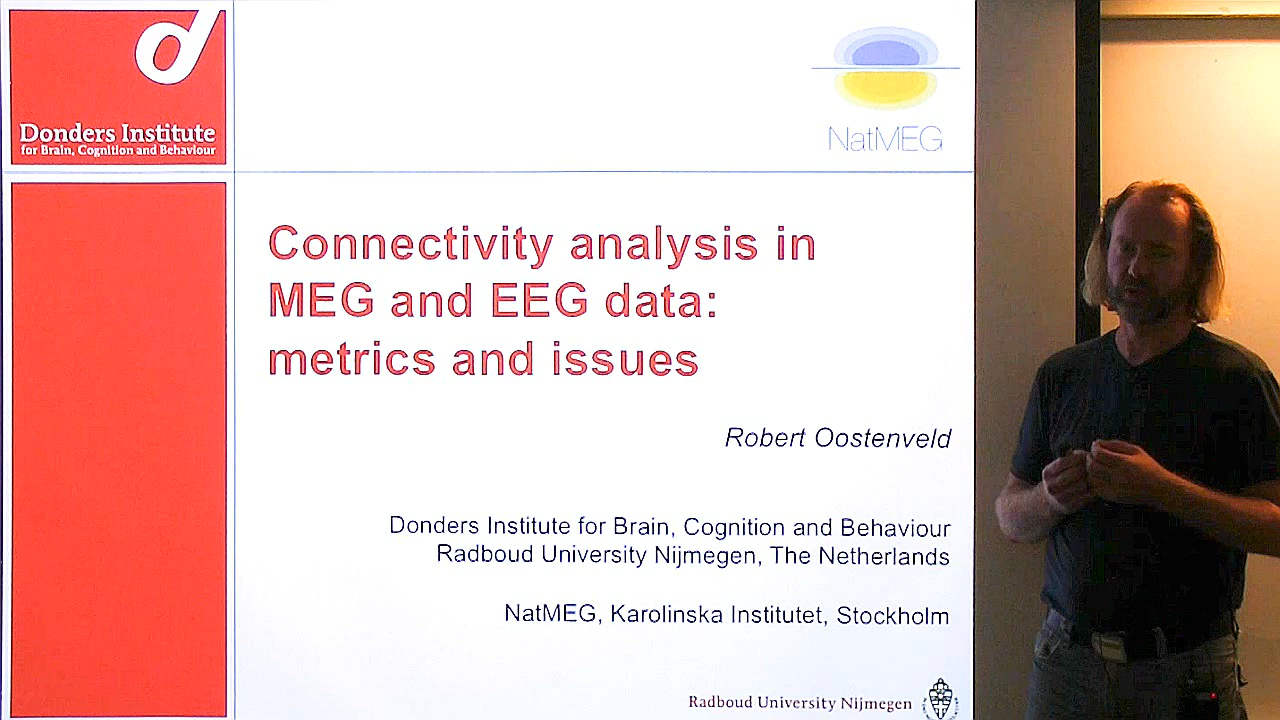 Donders Institute
for Brain, Cognition and Behaviour
NatMEG
Connectivity analysis in
MEG and EEG data:
metrics and issues
Robert Oostenveld
Donders Institute for Brain, Cognition and Behaviour
Radboud University Nijmegen, The Netherlands
NatMEG, Karolinska Institutet, Stockholm
Radboud University Nijmegen